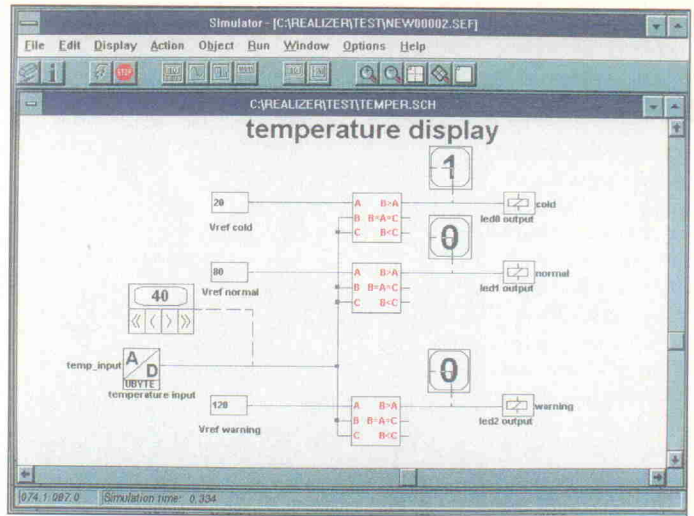 Simulator - [C:\REALIZER\TEST\NEW00002.SEF]
File Edit Display Action Object Run Window Options Help
STOP
C:\REALIZER\TEST\TEMPER.SCH
temperature display
1
20
A B>A
B B=A=C
C B<C
cold
led0 output
Vref cold
0
80
A B>A
B B=A=C
C B<C
normal
led1 output
Vref normal
40
temp_input
A
D
UBYTE
temperature input
0
120
A B>A
B B=A=C
C B<C
warning
led2 output
Vref warning
074.1:097.0 Simulation time: 0.334